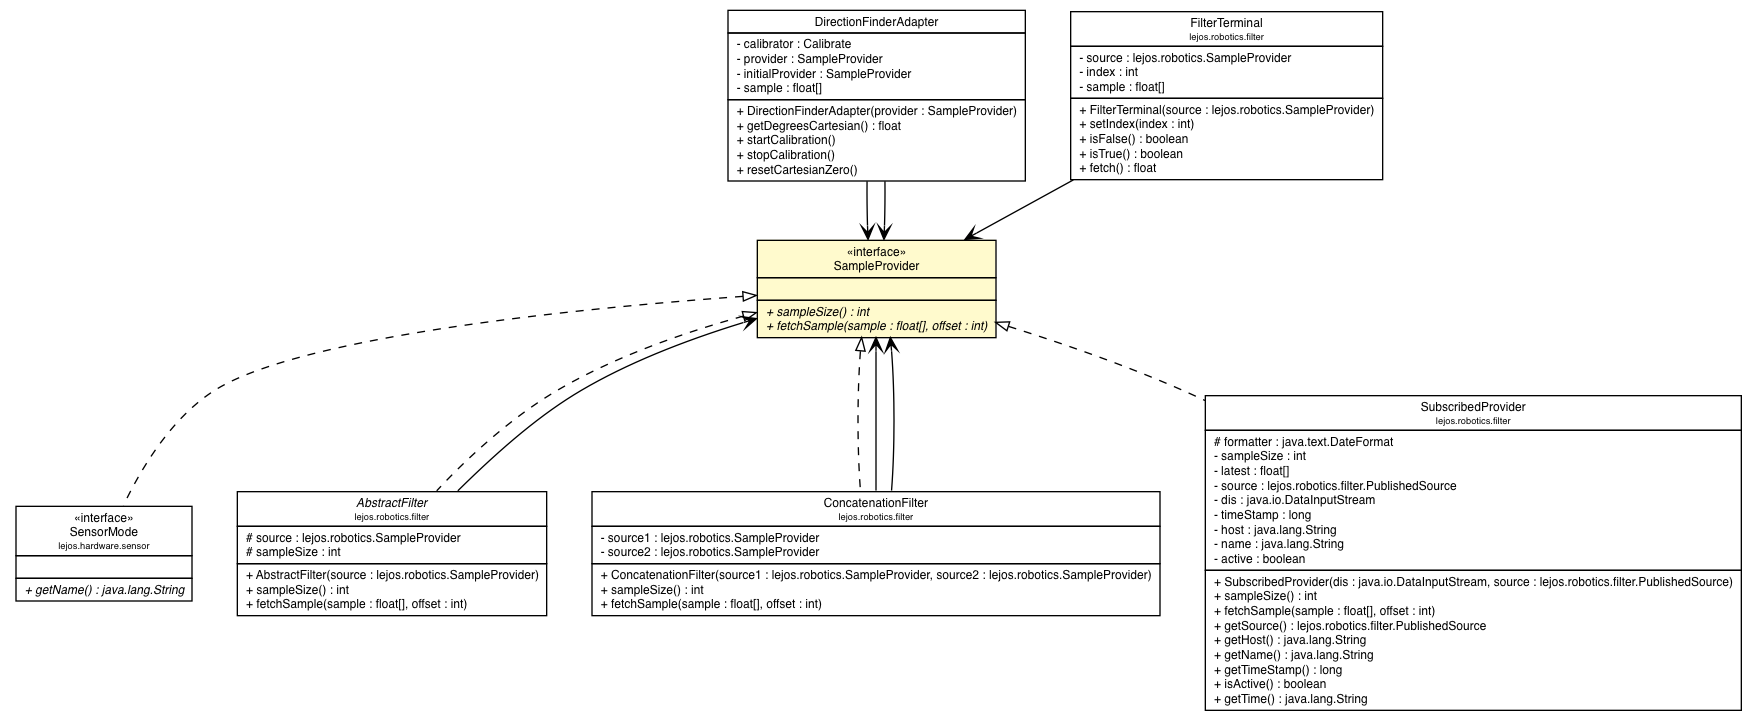 DirectionFinderAdapter
- calibrator : Calibrate
- provider : SampleProvider
- initialProvider : SampleProvider
- sample : float[]
+ DirectionFinderAdapter(provider : SampleProvider)
+ getDegreesCartesian() : float
+ startCalibration()
+ stopCalibration()
+ resetCartesianZero()
FilterTerminal
lejos.robotics.filter
- source : lejos.robotics.SampleProvider
- index : int
- sample : float[]
+ FilterTerminal(source : lejos.robotics.SampleProvider)
+ setIndex(index : int)
+ isFalse() : boolean
+ isTrue() : boolean
+ fetch() : float
«interface»
SampleProvider
+ sampleSize() : int
+ fetchSample(sample : float[], offset : int)
«interface»
SensorMode
lejos.hardware.sensor
+ getName() : java.lang.String
AbstractFilter
lejos.robotics.filter
# source : lejos.robotics.SampleProvider
# sampleSize : int
+ AbstractFilter(source : lejos.robotics.SampleProvider)
+ sampleSize() : int
+ fetchSample(sample : float[], offset : int)
ConcatenationFilter
lejos.robotics.filter
- source1 : lejos.robotics.SampleProvider
- source2 : lejos.robotics.SampleProvider
+ ConcatenationFilter(source1 : lejos.robotics.SampleProvider, source2 : lejos.robotics.SampleProvider)
+ sampleSize() : int
+ fetchSample(sample : float[], offset : int)
SubscribedProvider
lejos.robotics.filter
# formatter : java.text.DateFormat
- sampleSize : int
- latest : float[]
- source : lejos.robotics.filter.PublishedSource
- dis : java.io.DataInputStream
- timeStamp : long
- host : java.lang.String
- name : java.lang.String
- active : boolean
+ SubscribedProvider(dis : java.io.DataInputStream, source : lejos.robotics.filter.PublishedSource)
+ sampleSize() : int
+ fetchSample(sample : float[], offset : int)
+ getSource() : lejos.robotics.filter.PublishedSource
+ getHost() : java.lang.String
+ getName() : java.lang.String
+ getTimeStamp() : long
+ isActive() : boolean
+ getTime() : java.lang.String